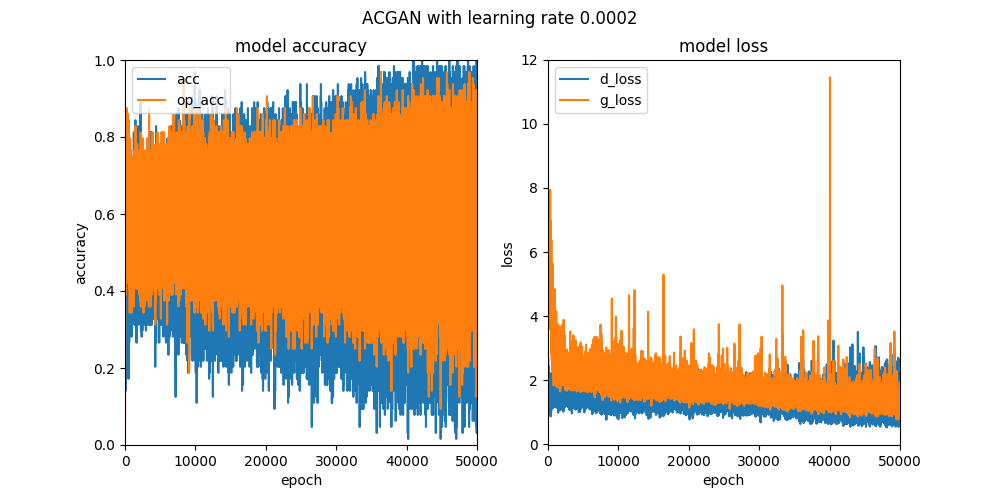 ACGAN with learning rate 0.0002
model accuracy
acc
op_acc
1.0
0.8
0.6
0.4
0.2
0.0
accuracy
0
10000
20000
30000
40000
50000
epoch
model loss
d_loss
g_loss
12
10
8
6
4
2
0
loss
0
10000
20000
30000
40000
50000
epoch